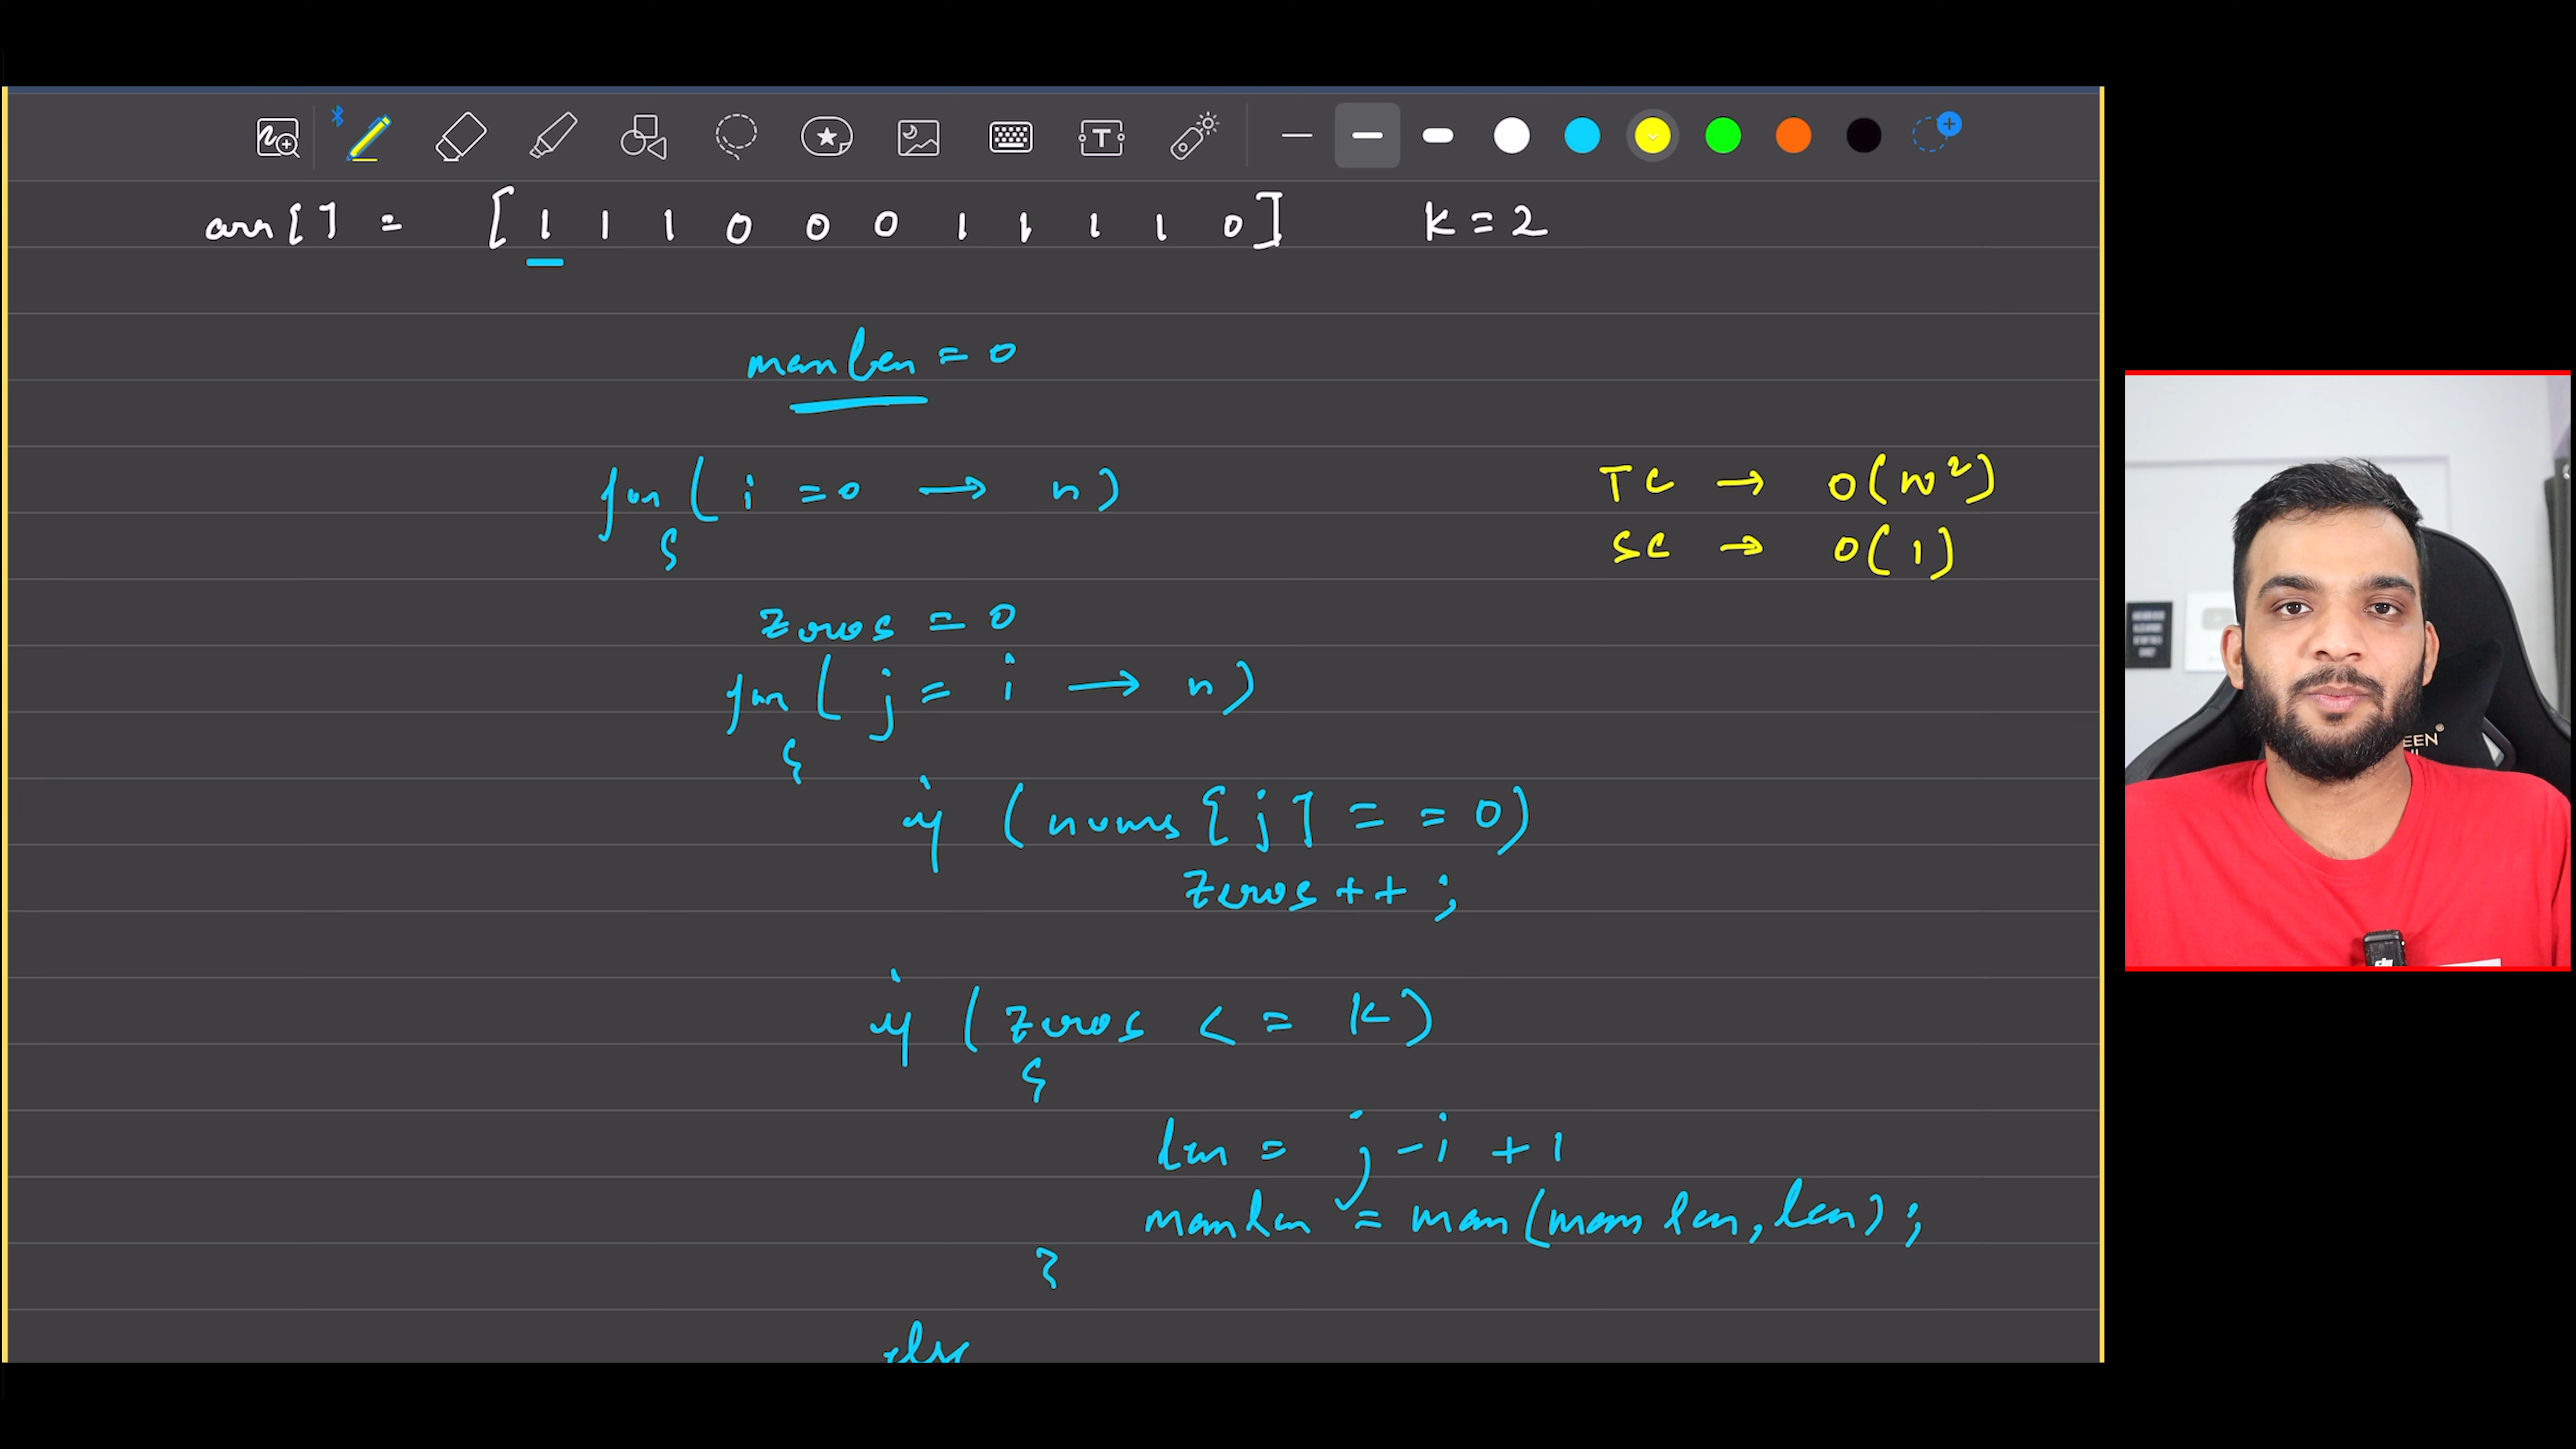 arr[] = [1 1 1 0 0 0 1 1 1 1 0] k = 2
maxlen = 0
for (i = 0 → n)
{
TC → O(N²)
SC → O(1)
zeros = 0
for (j = i → n)
{
if (nums[j] == 0)
zeros++;
if (zeros <= k)
{
len = j - i + 1
maxlen = max(maxlen, len);
}
else
EEN